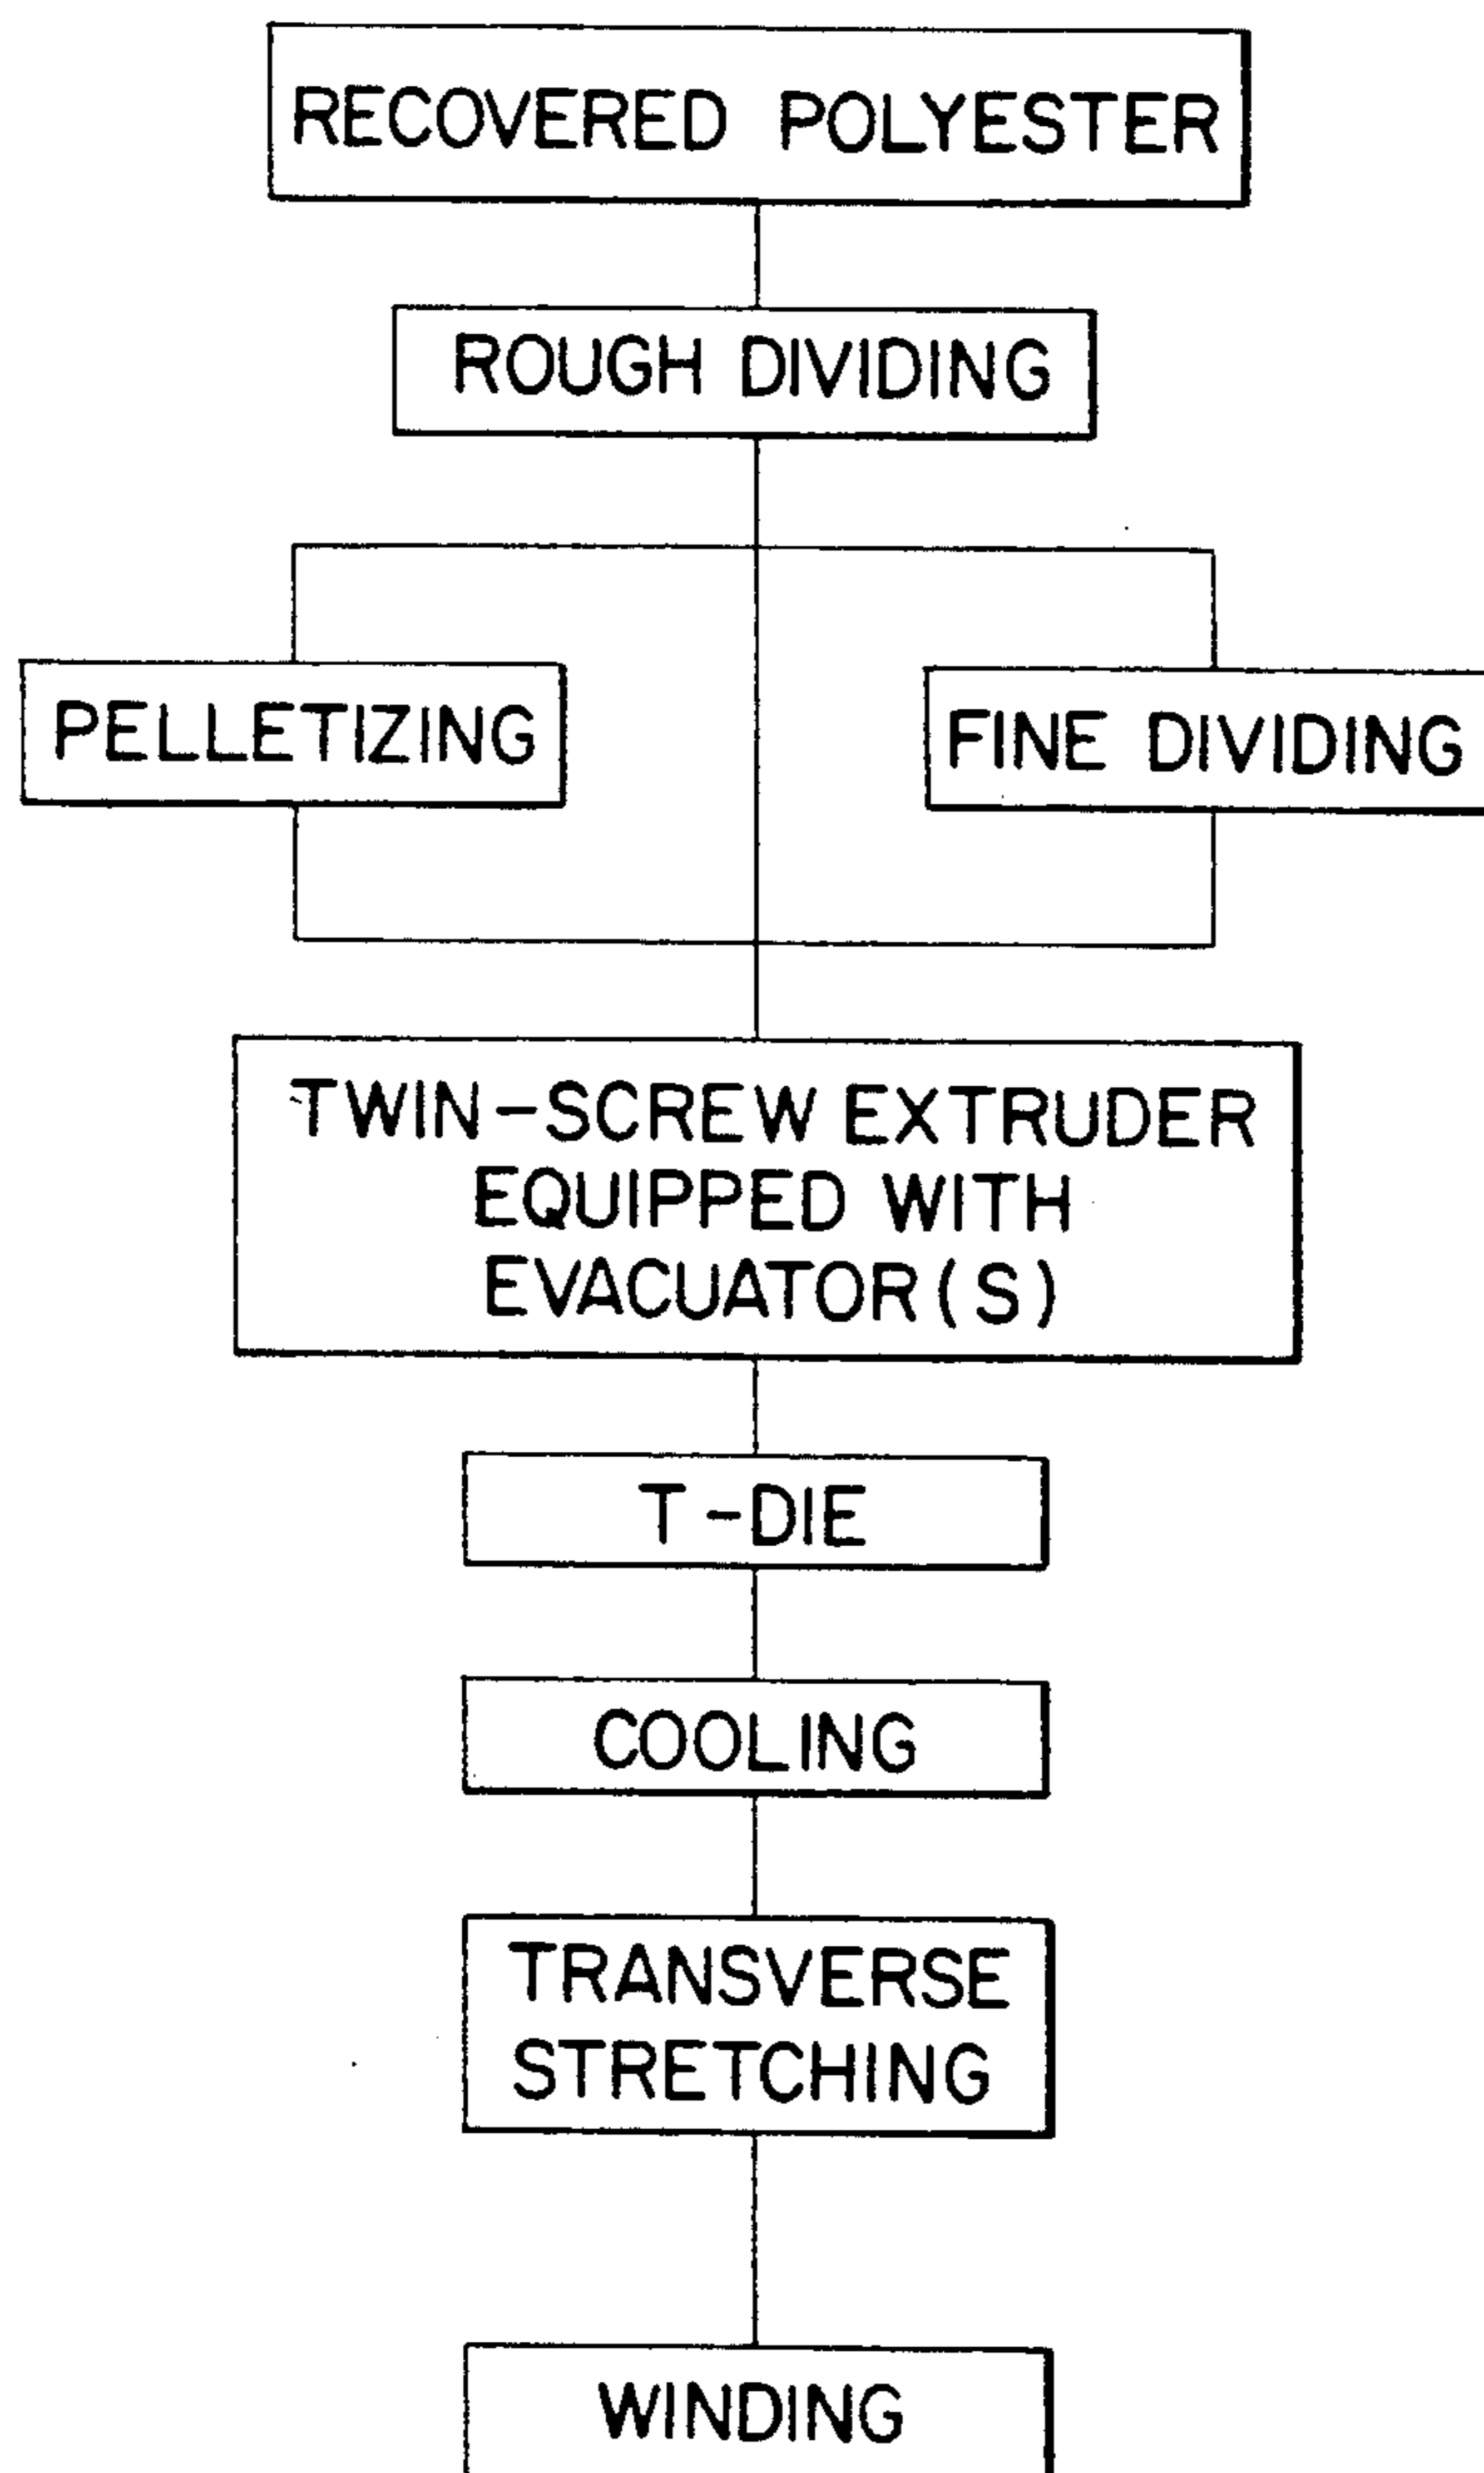 RECOVERED POLYESTER
ROUGH DIVIDING
PELLETIZING
FINE DIVIDING
TWIN-SCREW EXTRUDER
EQUIPPED WITH
EVACUATOR(S)
T-DIE
COOLING
TRANSVERSE
STRETCHING
WINDING